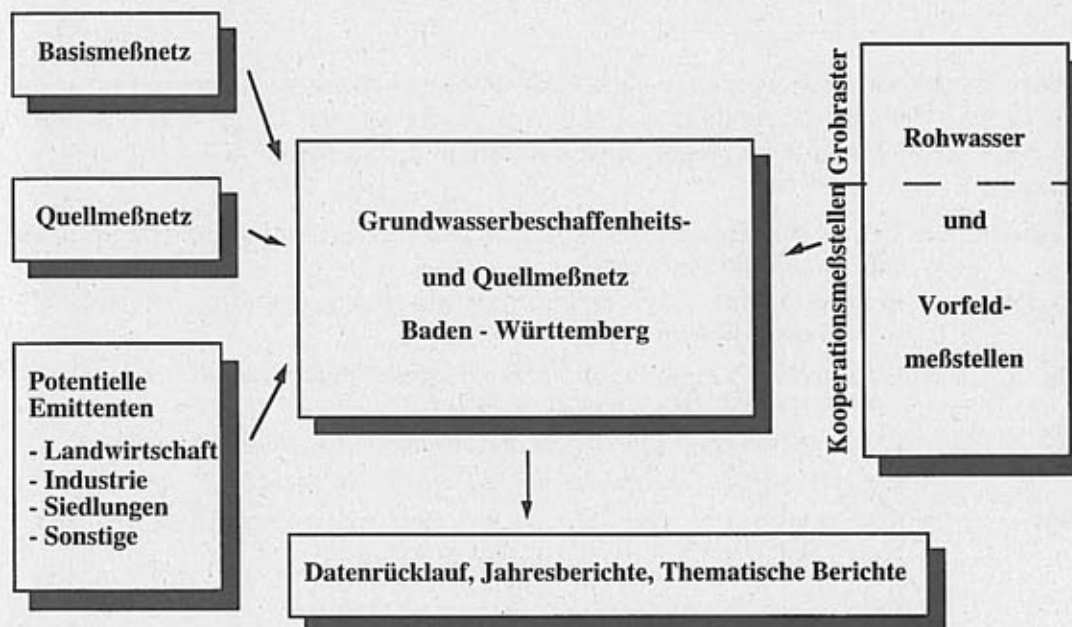 Basismeßnetz
Quellmeßnetz
Potentielle
Emittenten
- Landwirtschaft
- Industrie
- Siedlungen
- Sonstige
Grundwasserbeschaffenheits-
und Quellmeßnetz
Baden - Württemberg
Kooperationsmeßstellen Grobraster
Rohwasser
und
Vorfeld-
meßstellen
Datenrücklauf, Jahresberichte, Thematische Berichte